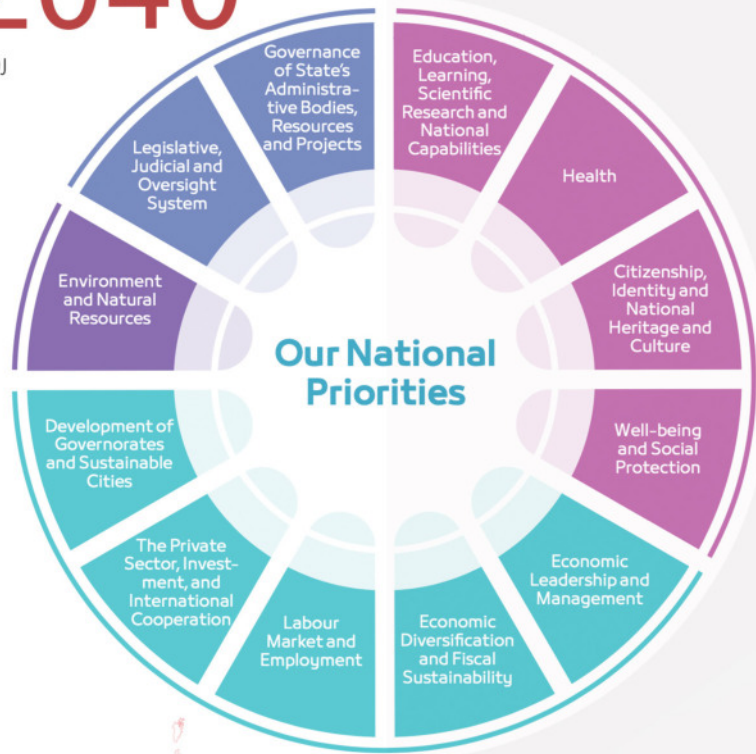 2040
Governance
of State's
Administra-
tive Bodies,
Resources
and Projects
Education,
Learning,
Scientific
Research and
National
Capabilities
Legislative,
Judicial and
Oversight
System
Health
Environment
and Natural
Resources
Citizenship,
Identity and
National
Heritage and
Culture
Our National
Priorities
Development of
Governorates
and Sustainable
Cities
Well-being
and Social
Protection
The Private
Sector, Invest-
ment, and
International
Cooperation
Economic
Leadership and
Management
Labour
Market and
Employment
Economic
Diversification
and Fiscal
Sustainability